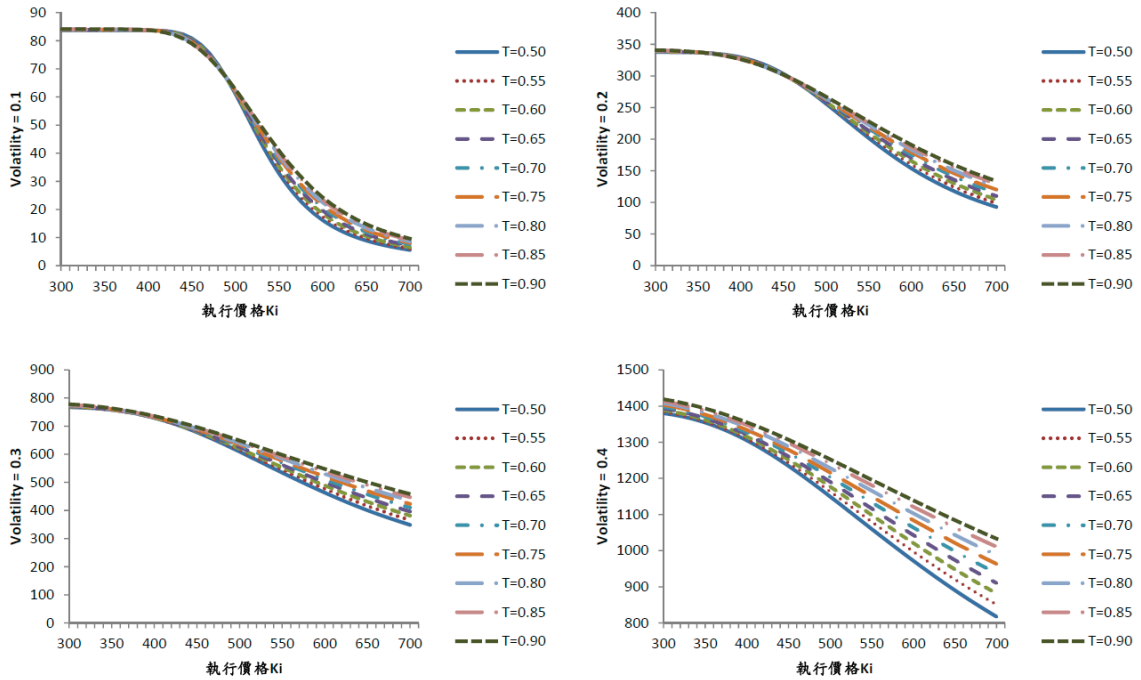 Volatility = 0.1
90
80
70
60
50
40
30
20
10
0
300 350 400 450 500 550 600 650 700
執行價格Ki
T=0.50
T=0.55
T=0.60
T=0.65
T=0.70
T=0.75
T=0.80
T=0.85
T=0.90
Volatility = 0.2
400
350
300
250
200
150
100
50
0
300 350 400 450 500 550 600 650 700
執行價格Ki
T=0.50
T=0.55
T=0.60
T=0.65
T=0.70
T=0.75
T=0.80
T=0.85
T=0.90
Volatility = 0.3
900
800
700
600
500
400
300
200
100
0
300 350 400 450 500 550 600 650 700
執行價格Ki
T=0.50
T=0.55
T=0.60
T=0.65
T=0.70
T=0.75
T=0.80
T=0.85
T=0.90
Volatility = 0.4
1500
1400
1300
1200
1100
1000
900
800
300 350 400 450 500 550 600 650 700
執行價格Ki
T=0.50
T=0.55
T=0.60
T=0.65
T=0.70
T=0.75
T=0.80
T=0.85
T=0.90